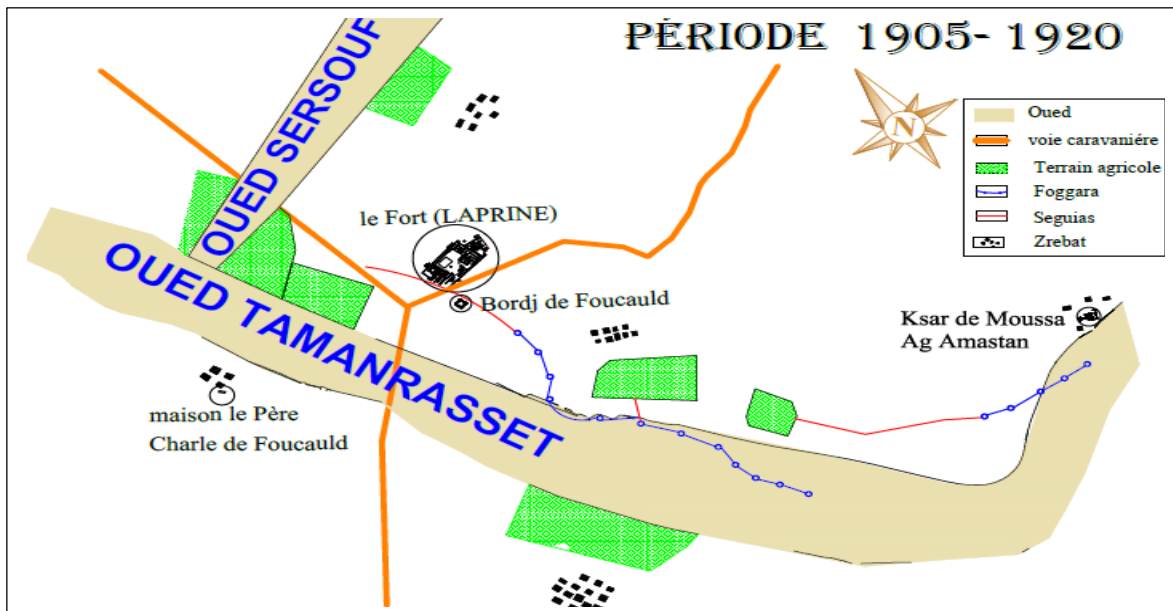 PÉRIODE 1905- 1920
OUED SERSOUF
N
Oued
voie caravaniére
Terrain agricole
Foggara
Seguias
Zrebat
le Fort (LAPRINE)
Bordj de Foucauld
Ksar de Moussa
Ag Amastan
OUED TAMANRASSET
maison le Père
Charle de Foucauld